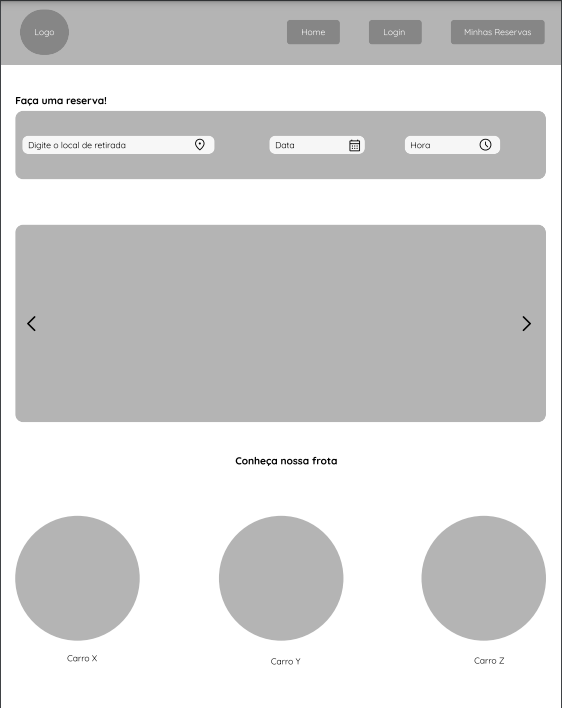 Logo
Home
Login
Minhas Reservas
Faça uma reserva!
Digite o local de retirada
Data
Hora
Conheça nossa frota
Carro X
Carro Y
Carro Z